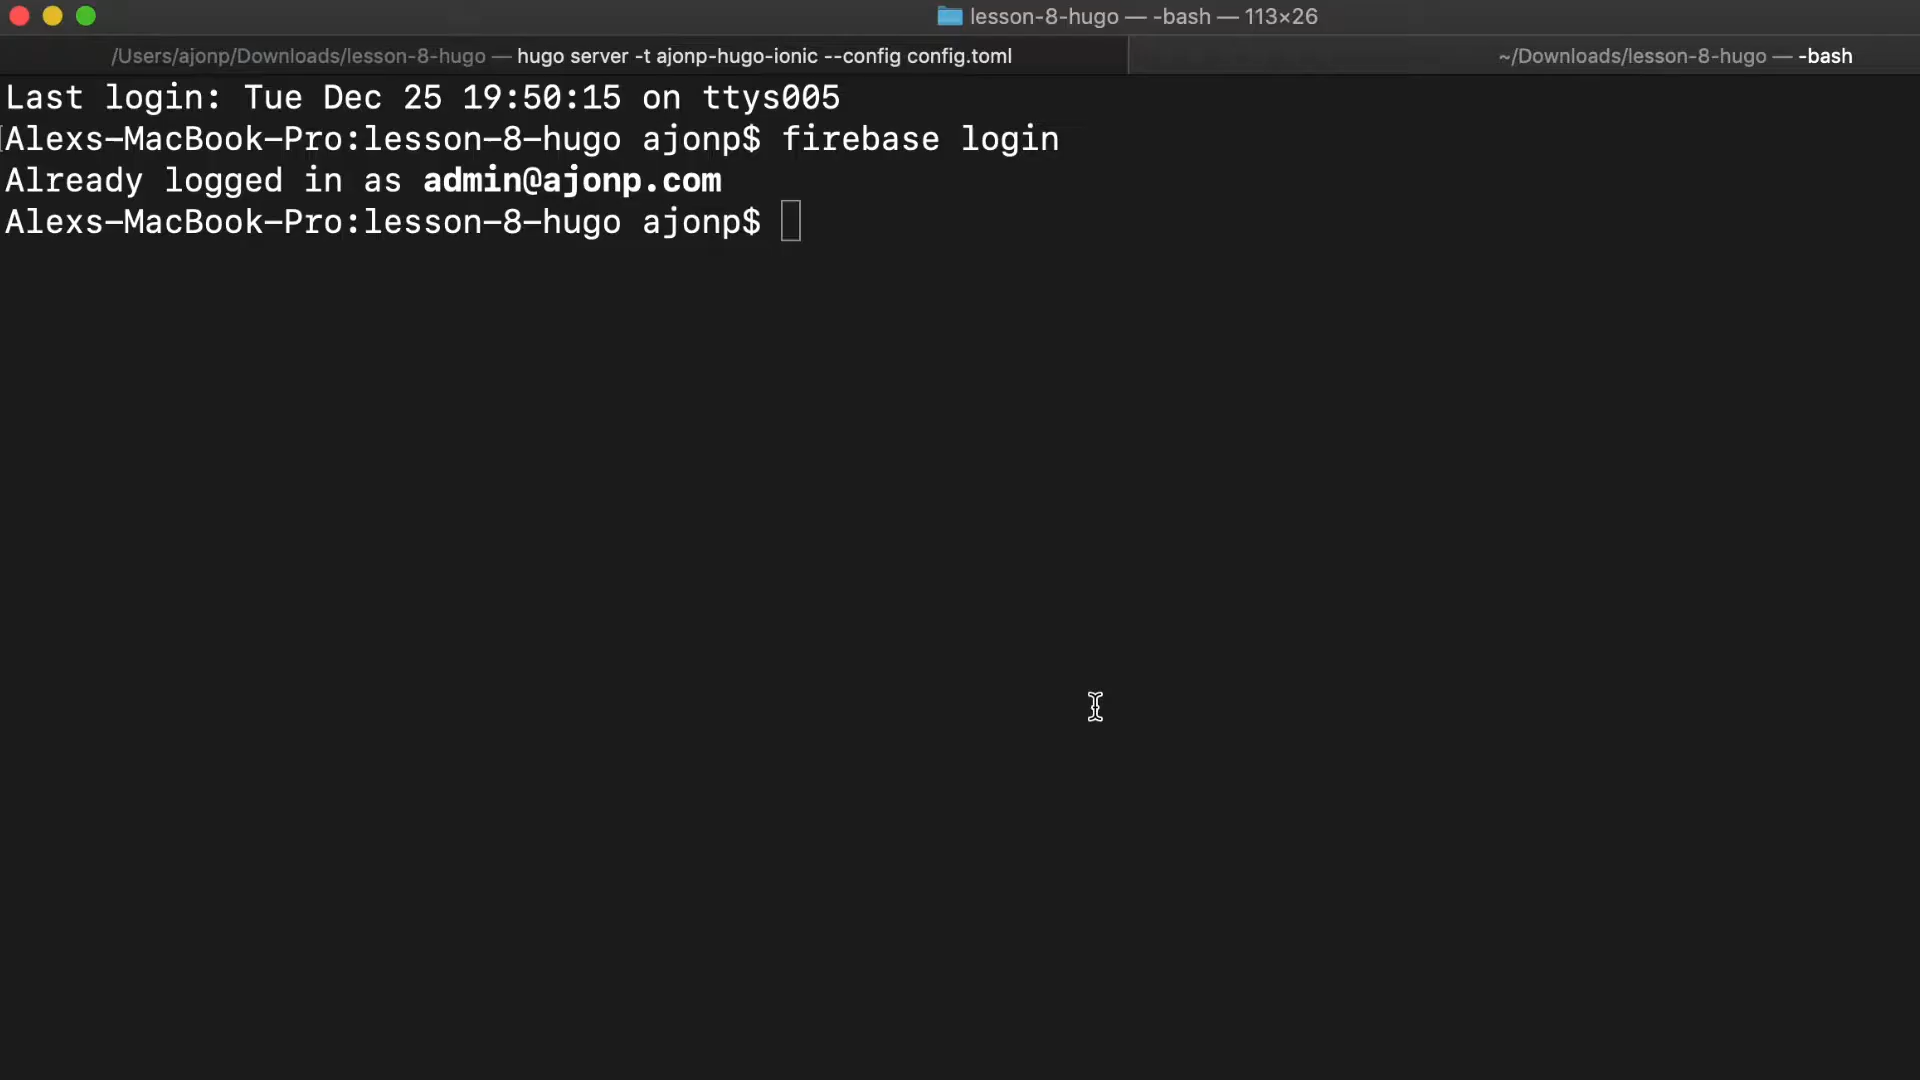 lesson-8-hugo — -bash — 113×26
/Users/ajonp/Downloads/lesson-8-hugo — hugo server -t ajonp-hugo-ionic --config config.toml
~/Downloads/lesson-8-hugo — -bash
Last login: Tue Dec 25 19:50:15 on ttys005
Alexs-MacBook-Pro:lesson-8-hugo ajonp$ firebase login
Already logged in as admin@ajonp.com
Alexs-MacBook-Pro:lesson-8-hugo ajonp$